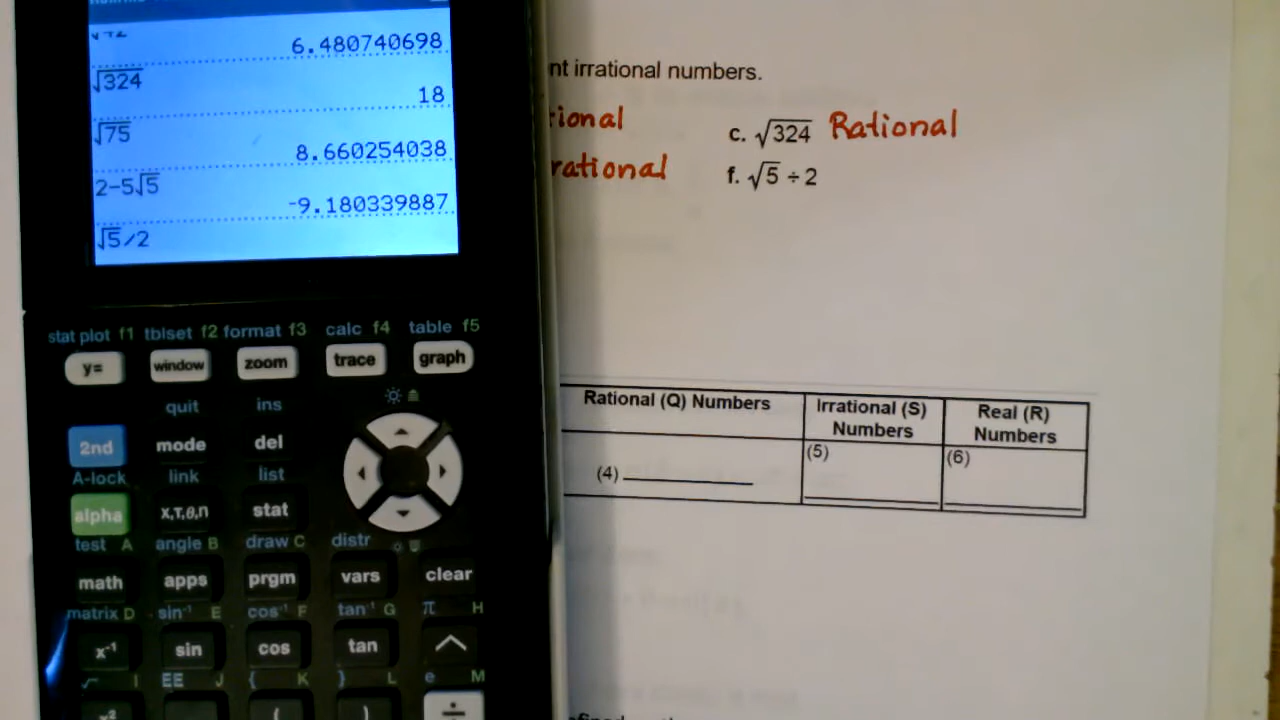 6.480740698
√324
18
√75
8.660254038
2-5√5
-9.180339887
√5/2
stat plot f1 tblset f2 format f3 calc f4 table f5
y= window zoom trace graph
quit ins
2nd mode del
A-lock link list
alpha x,T,θ,n stat
test A angle B draw C distr
math apps prgm vars clear
matrix D sin⁻¹ E cos⁻¹ F tan⁻¹ G π H
x⁻¹ sin cos tan ^
√ I EE J { K } L e M
x² ( ) ÷
nt irrational numbers.
tional c. √324 Rational
rational f. √5 ÷ 2
Rational (Q) Numbers Irrational (S) Numbers Real (R) Numbers
(4) (5) (6)